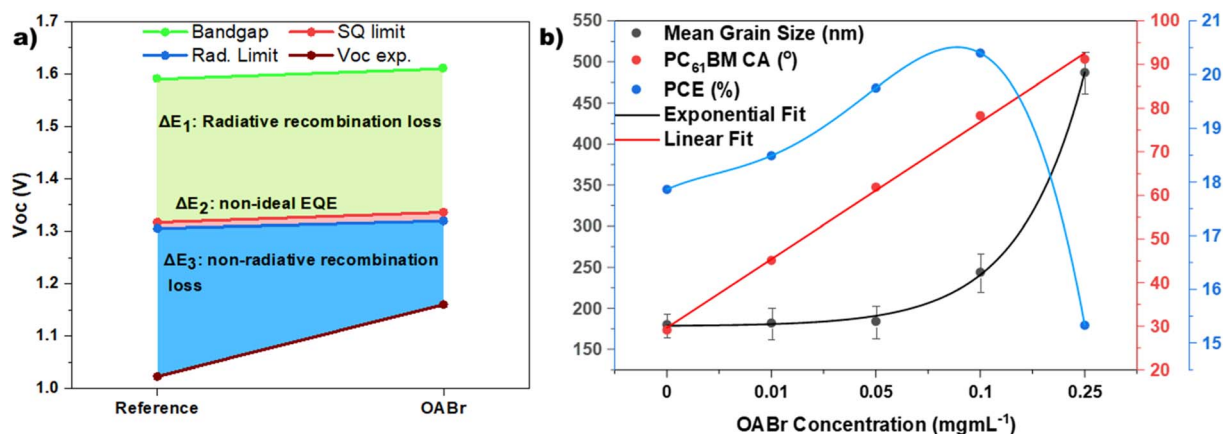 a)
Bandgap
SQ limit
Rad. Limit
Voc exp.
1.7
1.6
1.5
1.4
1.3
1.2
1.1
1.0
Voc (V)
ΔE1: Radiative recombination loss
ΔE2: non-ideal EQE
ΔE3: non-radiative recombination
loss
Reference
OABr
b)
Mean Grain Size (nm)
PC61BM CA (°)
PCE (%)
Exponential Fit
Linear Fit
500
450
400
350
300
250
200
150
100
90
80
70
60
50
40
30
20
21
20
19
18
17
16
15
0
0.01
0.05
0.1
0.25
OABr Concentration (mgmL-1)